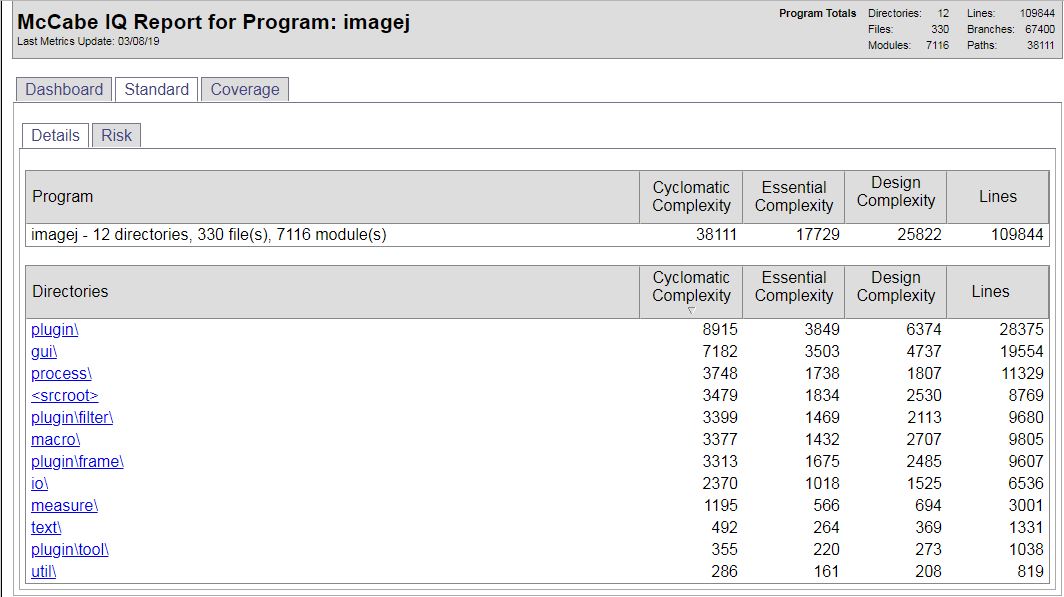 McCabe IQ Report for Program: imagej
Last Metrics Update: 03/08/19
Program Totals Directories: 12 Lines: 109844
Files: 330 Branches: 67400
Modules: 7116 Paths: 38111
Dashboard Standard Coverage
Details Risk
Program Cyclomatic Complexity Essential Complexity Design Complexity Lines
imagej - 12 directories, 330 file(s), 7116 module(s) 38111 17729 25822 109844
Directories Cyclomatic Complexity Essential Complexity Design Complexity Lines
plugin\ 8915 3849 6374 28375
gui\ 7182 3503 4737 19554
process\ 3748 1738 1807 11329
<srcroot> 3479 1834 2530 8769
plugin\filter\ 3399 1469 2113 9680
macro\ 3377 1432 2707 9805
plugin\frame\ 3313 1675 2485 9607
io\ 2370 1018 1525 6536
measure\ 1195 566 694 3001
text\ 492 264 369 1331
plugin\tool\ 355 220 273 1038
util\ 286 161 208 819